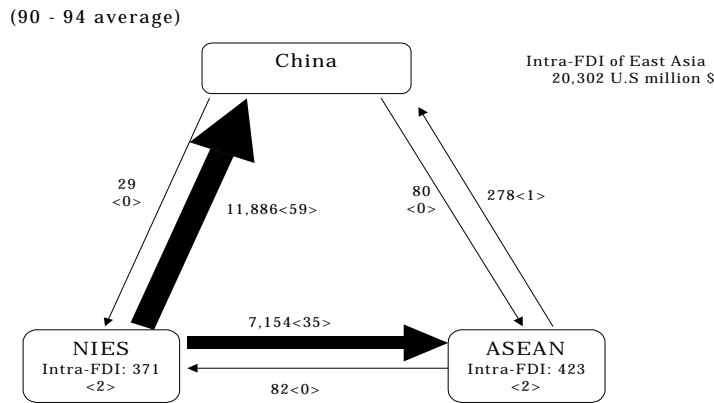 (90 - 94 average)
China
Intra-FDI of East Asia
20,302 U.S million $
29
<0>
11,886<59>
80
<0>
278<1>
7,154<35>
NIES
Intra-FDI: 371
<2>
ASEAN
Intra-FDI: 423
<2>
82<0>